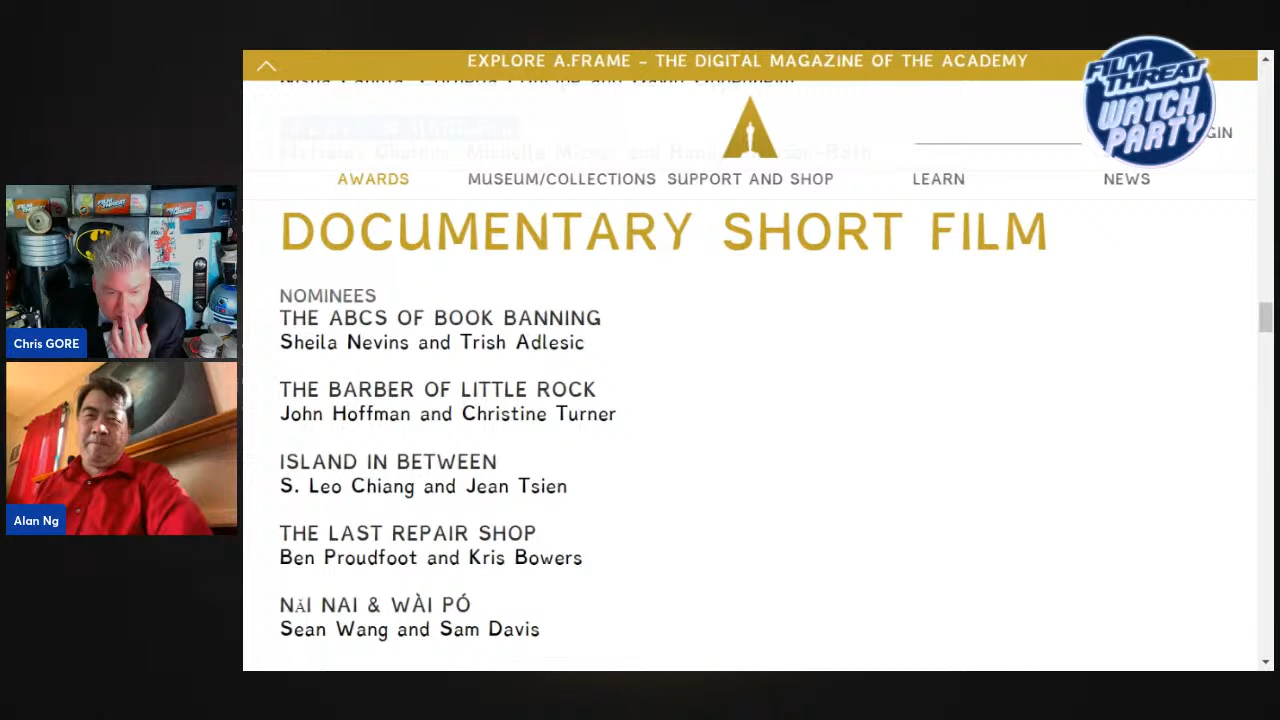 EXPLORE A.FRAME - THE DIGITAL MAGAZINE OF THE ACADEMY
FILM
THREAT
WATCH
PARTY
GIN
AWARDS
MUSEUM/COLLECTIONS
SUPPORT AND SHOP
LEARN
NEWS
DOCUMENTARY SHORT FILM
NOMINEES
THE ABCS OF BOOK BANNING
Sheila Nevins and Trish Adlesic
THE BARBER OF LITTLE ROCK
John Hoffman and Christine Turner
ISLAND IN BETWEEN
S. Leo Chiang and Jean Tsien
THE LAST REPAIR SHOP
Ben Proudfoot and Kris Bowers
NǍI NAI & WÀI PÓ
Sean Wang and Sam Davis
Chris GORE
Alan Ng